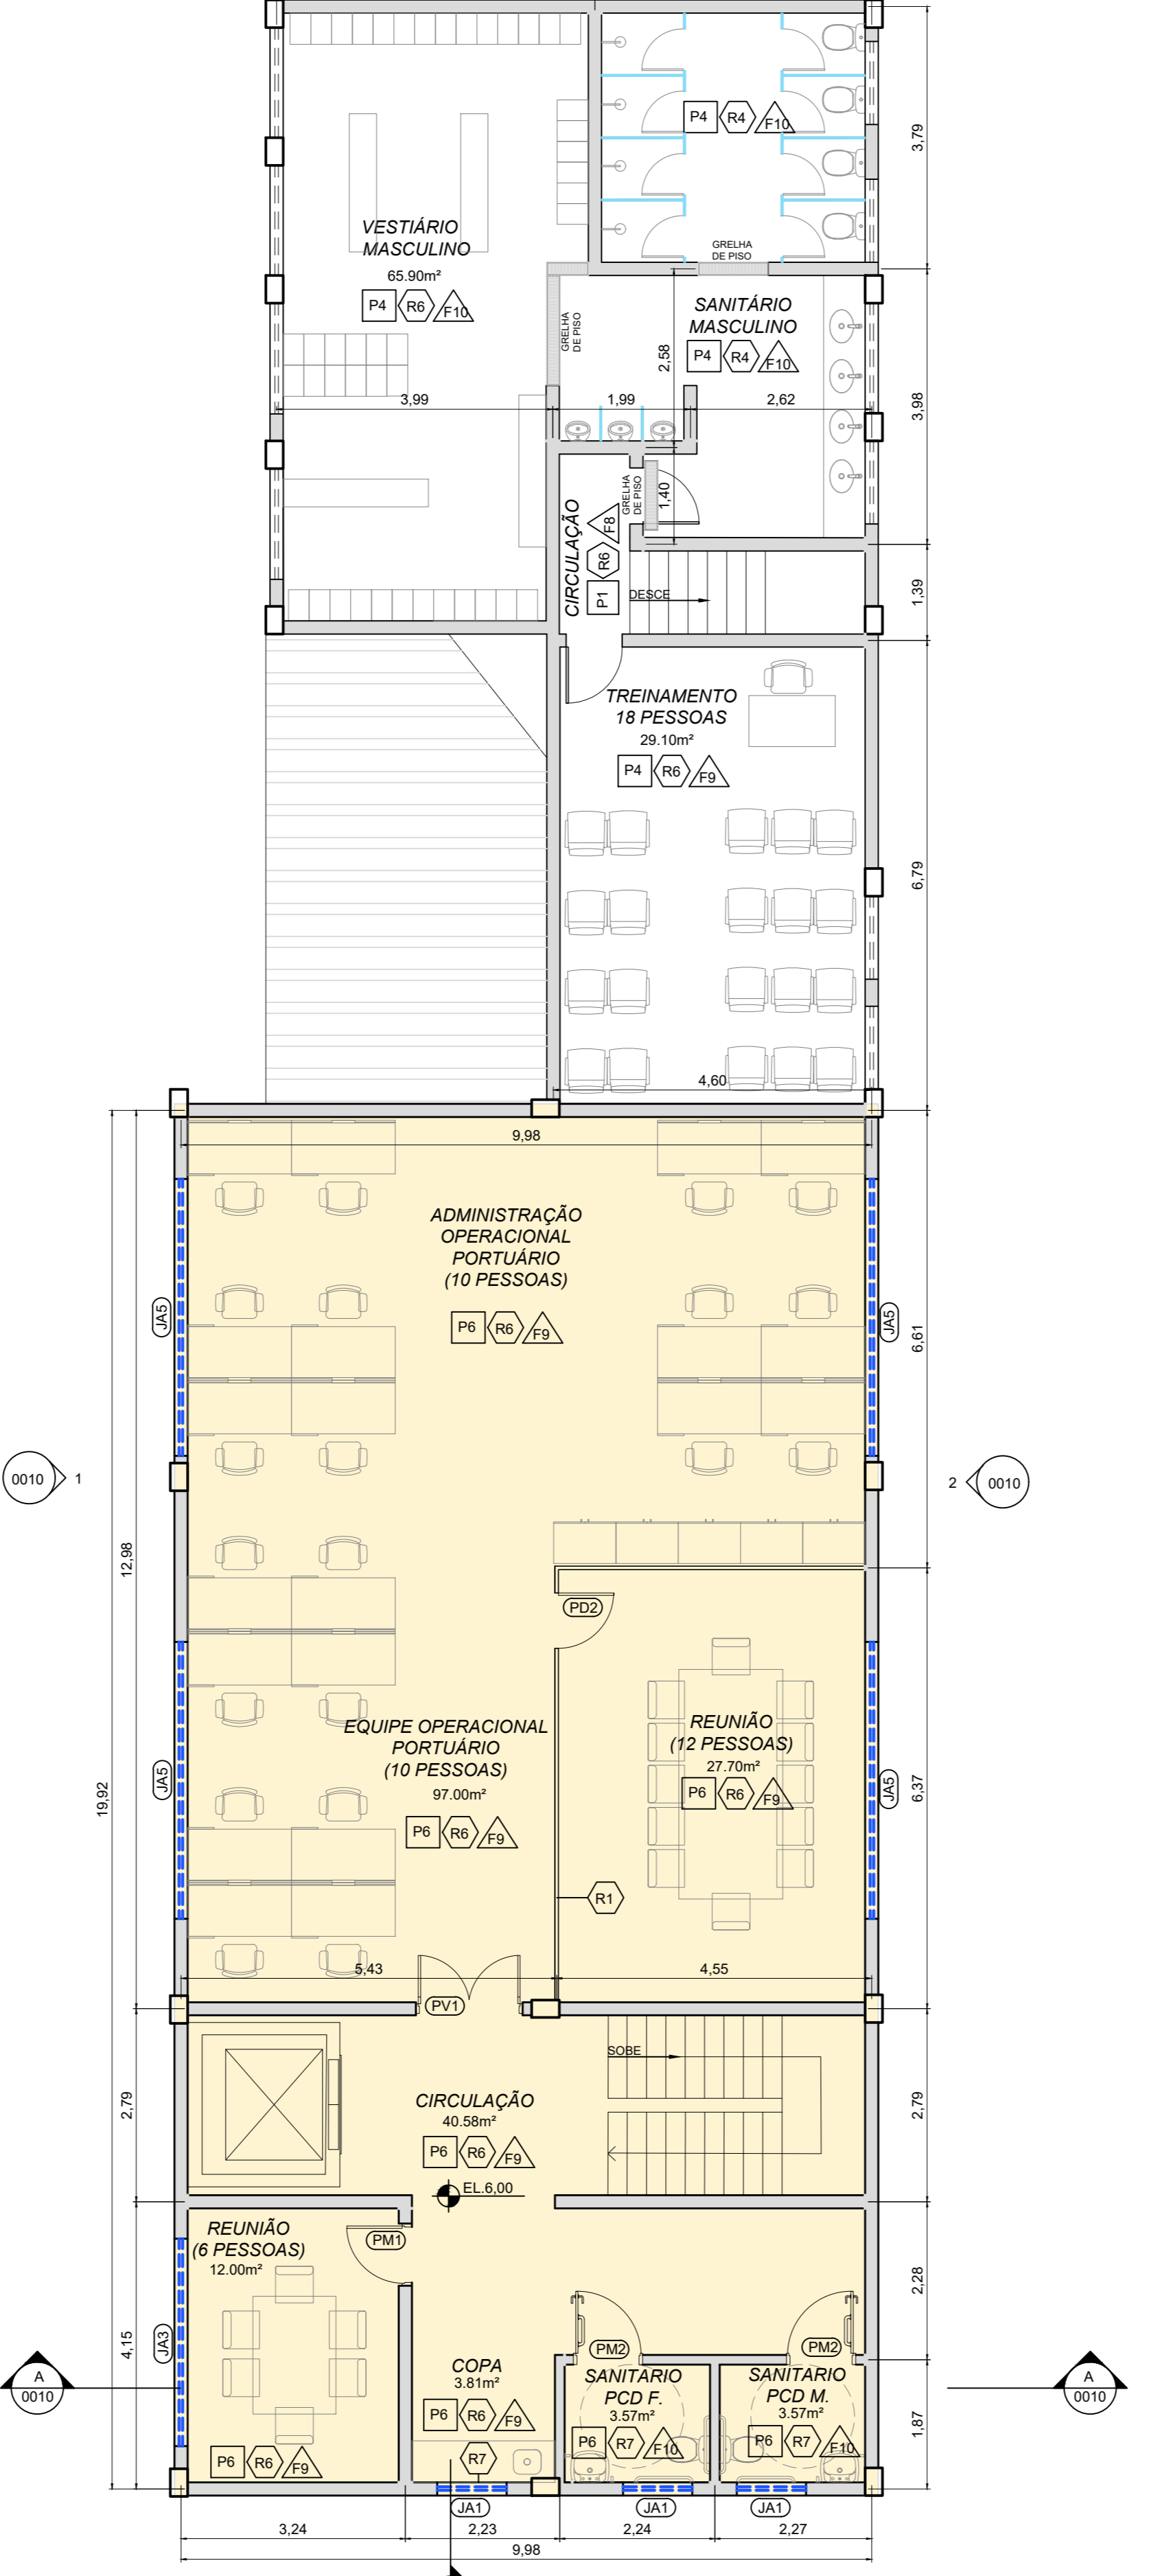 P4 R4 F10
3,79
VESTIÁRIO
MASCULINO
65.90m²
P4 R6 F10
GRELHA
DE PISO
GRELHA
DE PISO
SANITÁRIO
MASCULINO
P4 R4 F10
2,58
3,98
3,99
1,99
2,62
CIRCULAÇÃO
P1 R6 F8
GRELHA
DE PISO
1,40
DESCE
1,39
TREINAMENTO
18 PESSOAS
29.10m²
P4 R6 F9
6,79
4,60
9,98
ADMINISTRAÇÃO
OPERACIONAL
PORTUÁRIO
(10 PESSOAS)
P6 R6 F9
JA5
JA5
6,61
0010 1
2 0010
12,98
PD2
EQUIPE OPERACIONAL
PORTUÁRIO
(10 PESSOAS)
97.00m²
P6 R6 F9
REUNIÃO
(12 PESSOAS)
27.70m²
P6 R6 F9
JA5
JA5
19,92
6,37
R1
5,43
4,55
PV1
SOBE
CIRCULAÇÃO
40.58m²
P6 R6 F9
EL.6,00
2,79
2,79
REUNIÃO
(6 PESSOAS)
12.00m²
PM1
P6 R6 F9
JA3
4,15
2,28
PM2
PM2
COPA
3.81m²
P6 R6 F9
R7
SANITARIO
PCD F.
3.57m²
P6 R7 F10
SANITARIO
PCD M.
3.57m²
P6 R7 F10
1,87
A
0010
A
0010
JA1
JA1
JA1
3,24
2,23
2,24
2,27
9,98